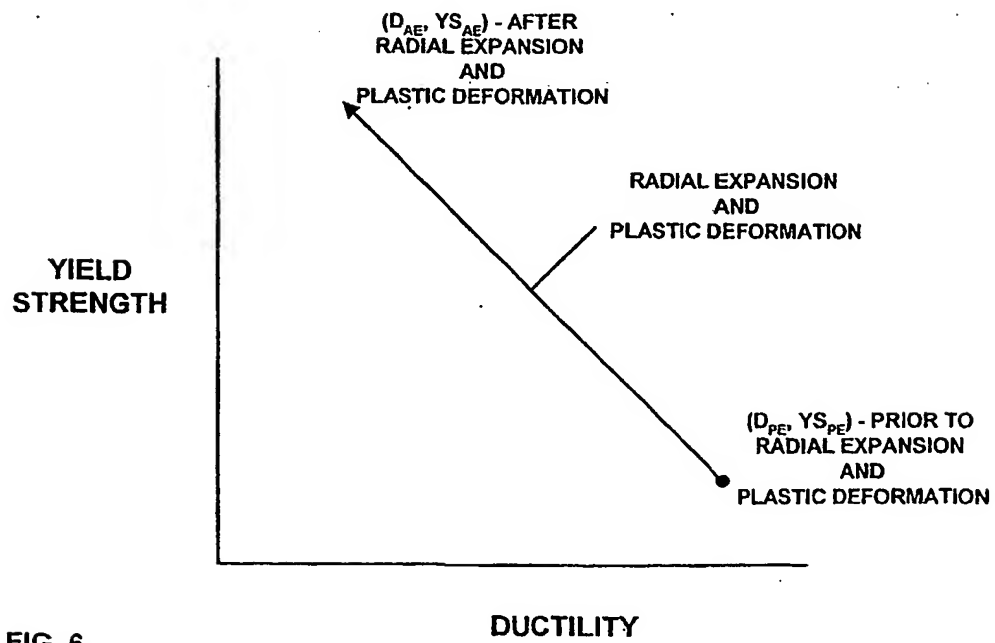 (D_AE, YS_AE) - AFTER
RADIAL EXPANSION
AND
PLASTIC DEFORMATION
RADIAL EXPANSION
AND
PLASTIC DEFORMATION
YIELD
STRENGTH
(D_PE, YS_PE) - PRIOR TO
RADIAL EXPANSION
AND
PLASTIC DEFORMATION
DUCTILITY
FIG. 6